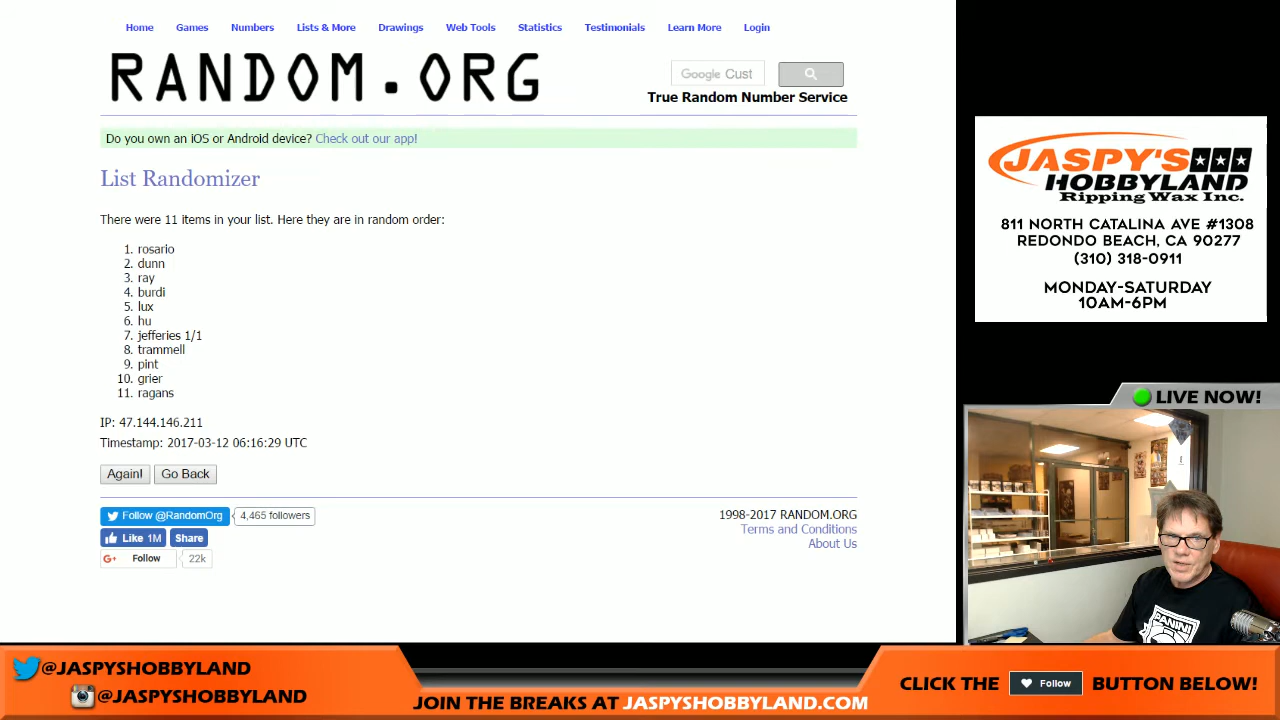 Home Games Numbers Lists & More Drawings Web Tools Statistics Testimonials Learn More Login
RANDOM.ORG
Google Cust
True Random Number Service
Do you own an iOS or Android device? Check out our app!
List Randomizer
There were 11 items in your list. Here they are in random order:
1. rosario
2. dunn
3. ray
4. burdi
5. lux
6. hu
7. jefferies 1/1
8. trammell
9. pint
10. grier
11. ragans
IP: 47.144.146.211
Timestamp: 2017-03-12 06:16:29 UTC
Again! Go Back
Follow @RandomOrg 4,465 followers
Like 1M Share
G+ Follow 22k
1998-2017 RANDOM.ORG
Terms and Conditions
About Us
JASPY'S
HOBBYLAND
Ripping Wax Inc.
811 NORTH CATALINA AVE #1308
REDONDO BEACH, CA 90277
(310) 318-0911
MONDAY-SATURDAY
10AM-6PM
LIVE NOW!
PANINI
@JASPYSHOBBYLAND
@JASPYSHOBBYLAND
JOIN THE BREAKS AT JASPYSHOBBYLAND.COM
CLICK THE Follow BUTTON BELOW!